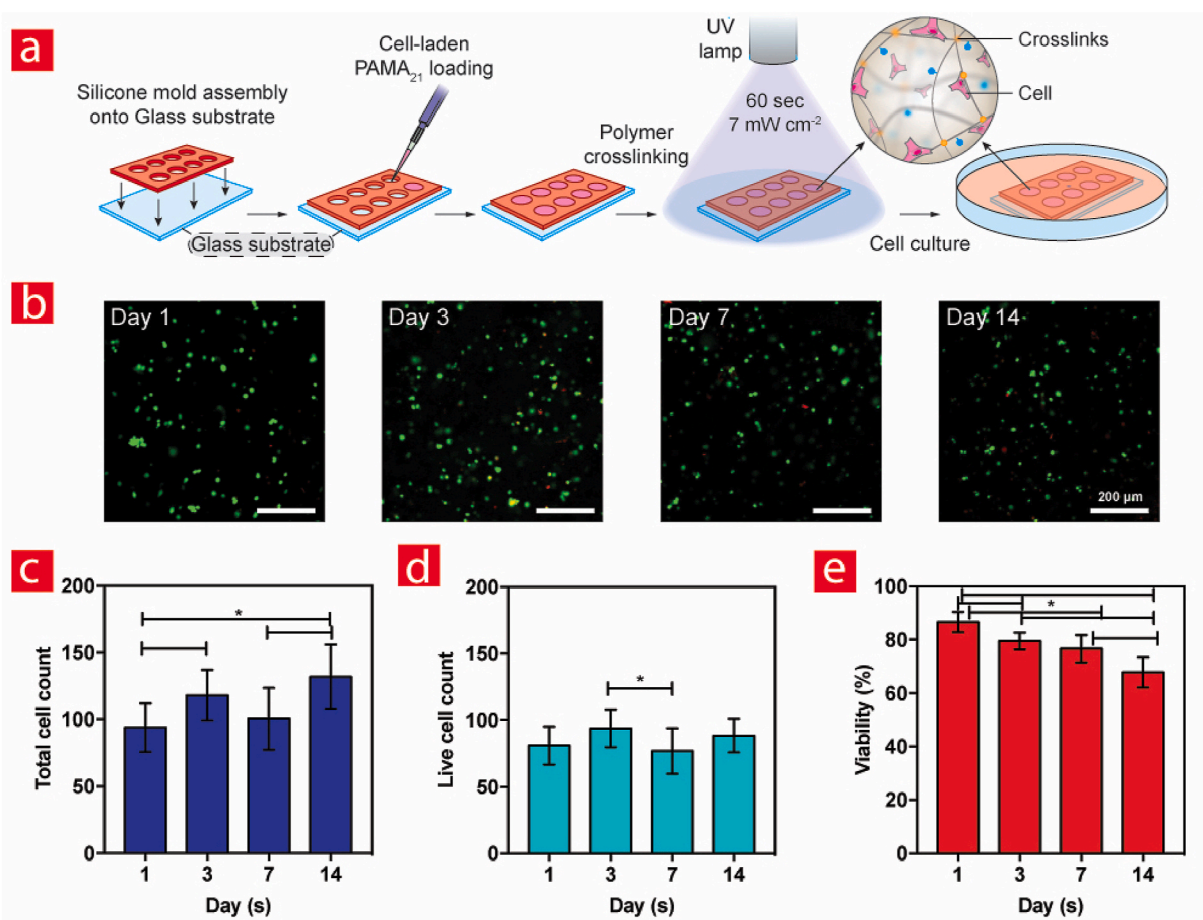 a
Silicone mold assembly
onto Glass substrate
Cell-laden
PAMA₂₁ loading
Glass substrate
Polymer
crosslinking
UV
lamp
60 sec
7 mW cm⁻²
Crosslinks
Cell
Cell culture
b
Day 1
Day 3
Day 7
Day 14
200 µm
c
200
150
100
50
0
Total cell count
*
1 3 7 14
Day (s)
d
200
150
100
50
0
Live cell count
*
1 3 7 14
Day (s)
e
100
80
60
40
20
0
Viability (%)
*
1 3 7 14
Day (s)